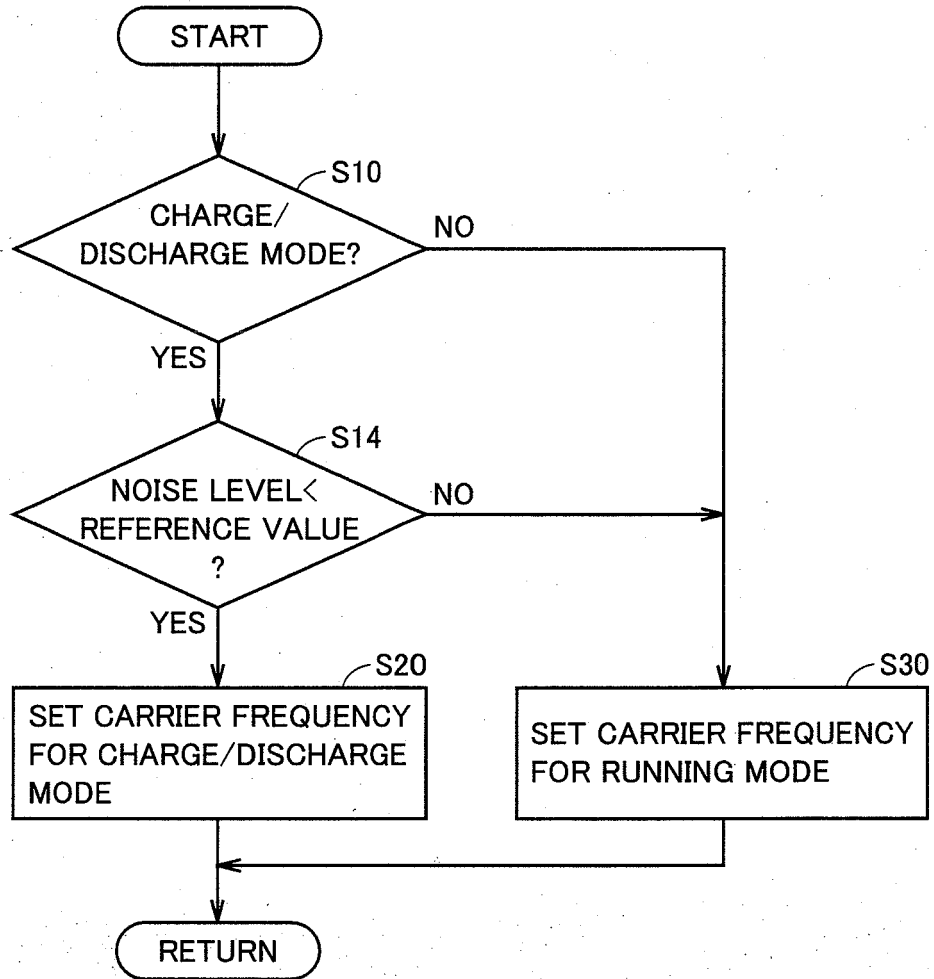 START
S10
CHARGE/
DISCHARGE MODE?
NO
YES
S14
NOISE LEVEL<
REFERENCE VALUE
?
NO
YES
S20
SET CARRIER FREQUENCY
FOR CHARGE/DISCHARGE
MODE
S30
SET CARRIER FREQUENCY
FOR RUNNING MODE
RETURN